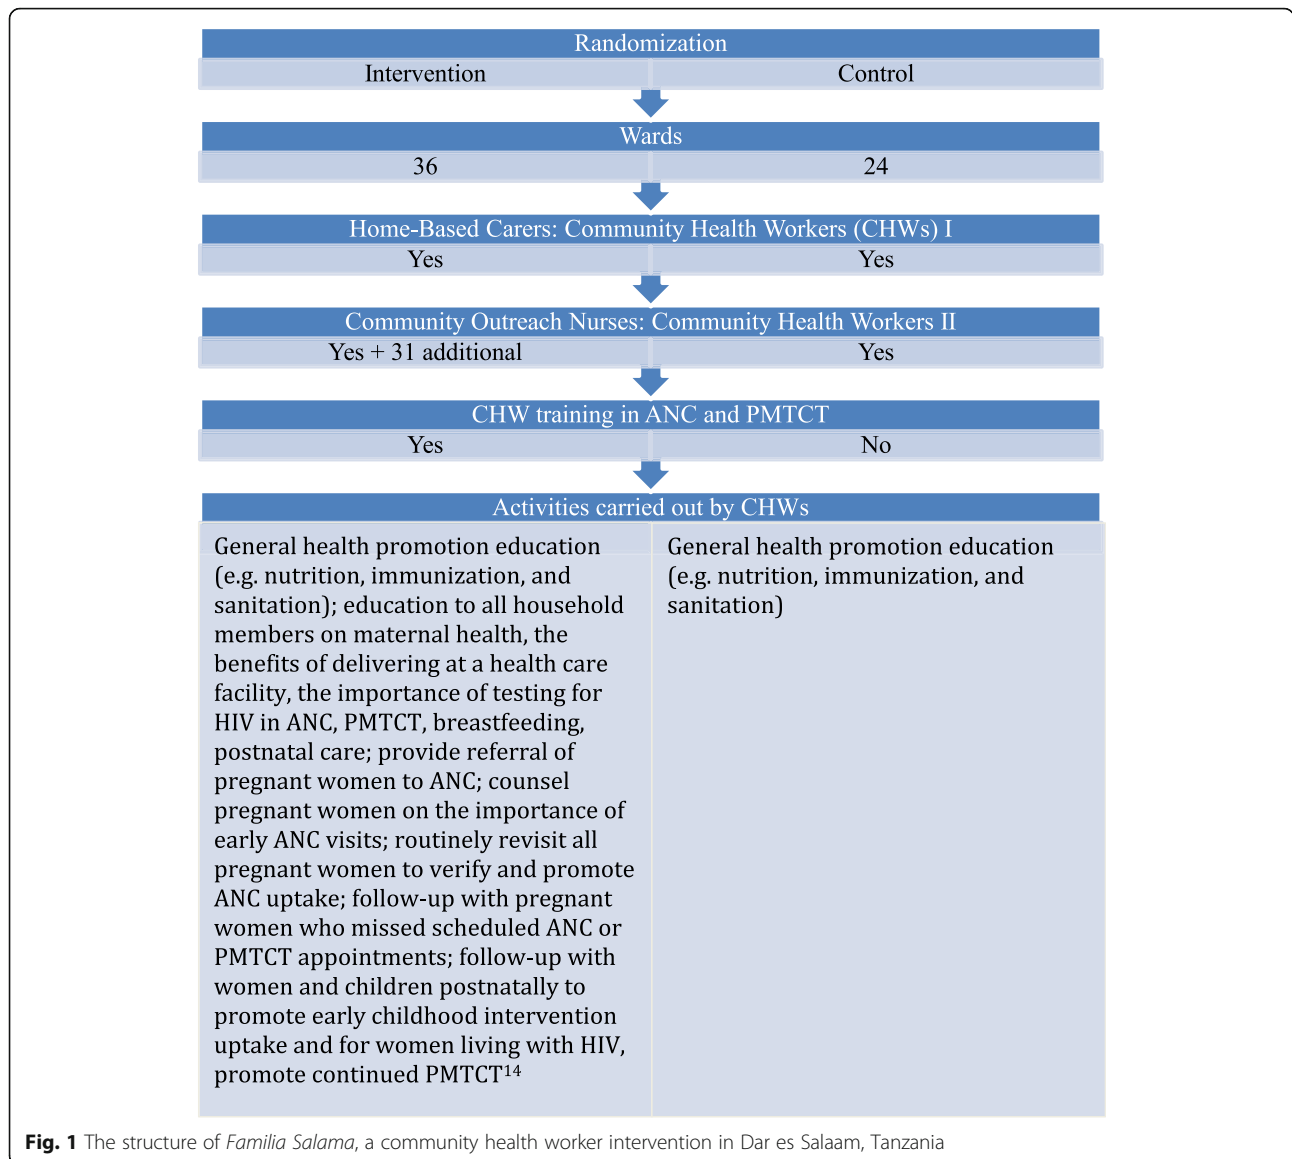 Randomization
Intervention Control
Wards
36 24
Home-Based Carers: Community Health Workers (CHWs) I
Yes Yes
Community Outreach Nurses: Community Health Workers II
Yes + 31 additional Yes
CHW training in ANC and PMTCT
Yes No
Activities carried out by CHWs
General health promotion education
(e.g. nutrition, immunization, and
sanitation); education to all household
members on maternal health, the
benefits of delivering at a health care
facility, the importance of testing for
HIV in ANC, PMTCT, breastfeeding,
postnatal care; provide referral of
pregnant women to ANC; counsel
pregnant women on the importance of
early ANC visits; routinely revisit all
pregnant women to verify and promote
ANC uptake; follow-up with pregnant
women who missed scheduled ANC or
PMTCT appointments; follow-up with
women and children postnatally to
promote early childhood intervention
uptake and for women living with HIV,
promote continued PMTCT¹⁴
General health promotion education
(e.g. nutrition, immunization, and
sanitation)
Fig. 1 The structure of Familia Salama, a community health worker intervention in Dar es Salaam, Tanzania